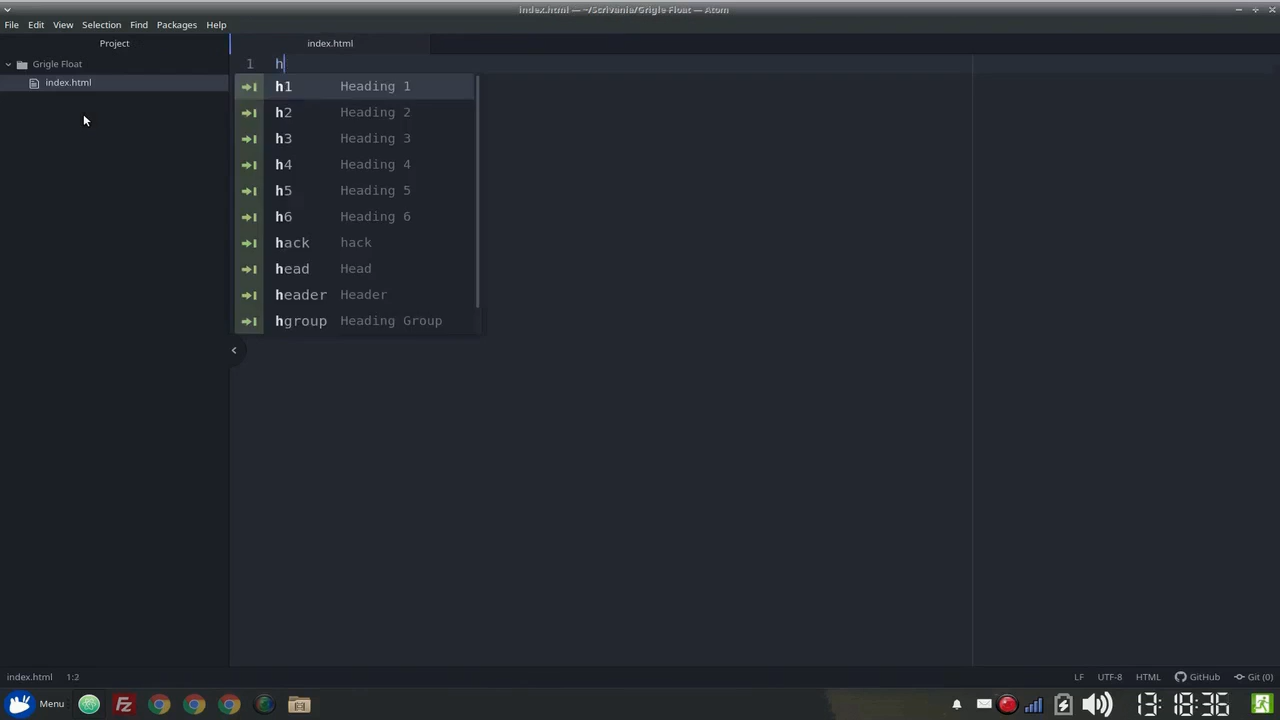 index.html — ~/Scrivania/Grigle Float — Atom
File Edit View Selection Find Packages Help
Project
index.html
Grigle Float
index.html
1 h
h1 Heading 1
h2 Heading 2
h3 Heading 3
h4 Heading 4
h5 Heading 5
h6 Heading 6
hack hack
head Head
header Header
hgroup Heading Group
index.html 1:2
LF UTF-8 HTML GitHub Git (0)
Menu
13: 18:36